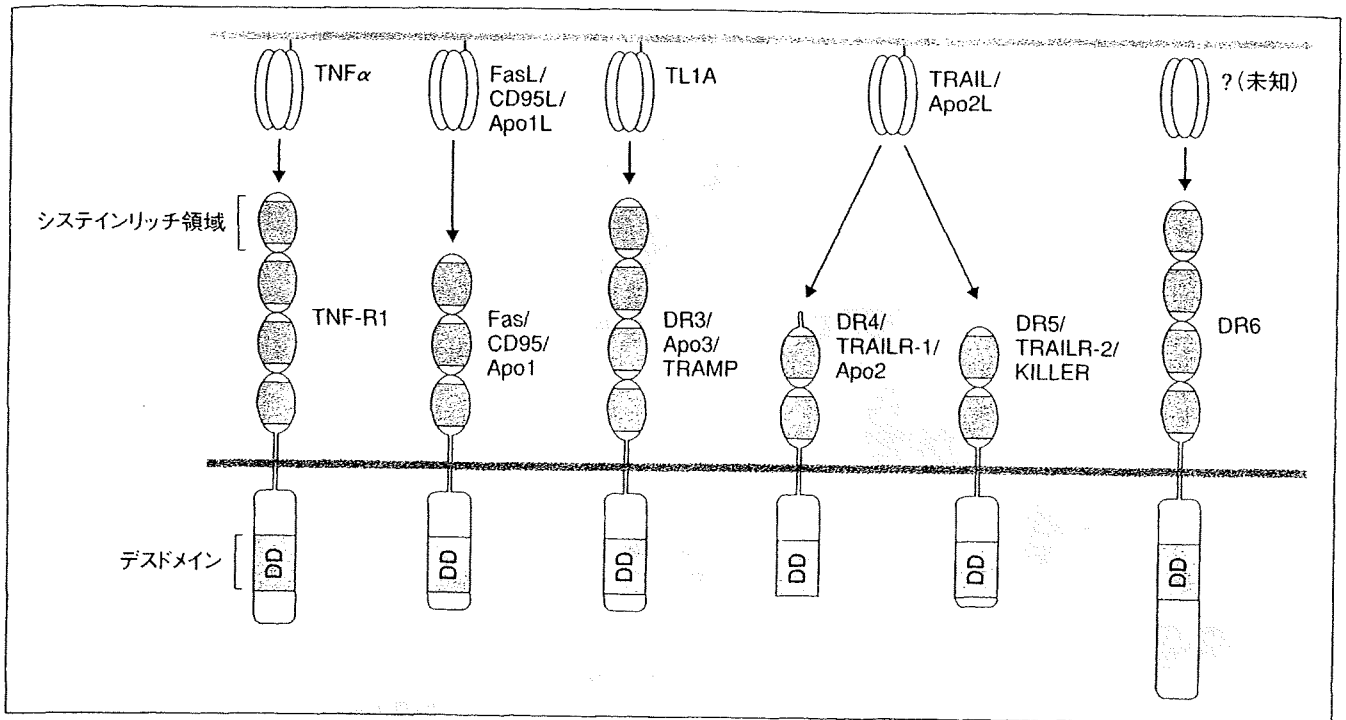 TNFα
FasL/
CD95L/
Apo1L
TL1A
TRAIL/
Apo2L
?(未知)
システインリッチ領域
TNF-R1
Fas/
CD95/
Apo1
DR3/
Apo3/
TRAMP
DR4/
TRAILR-1/
Apo2
DR5/
TRAILR-2/
KILLER
DR6
デスドメイン
DD
DD
DD
DD
DD
DD